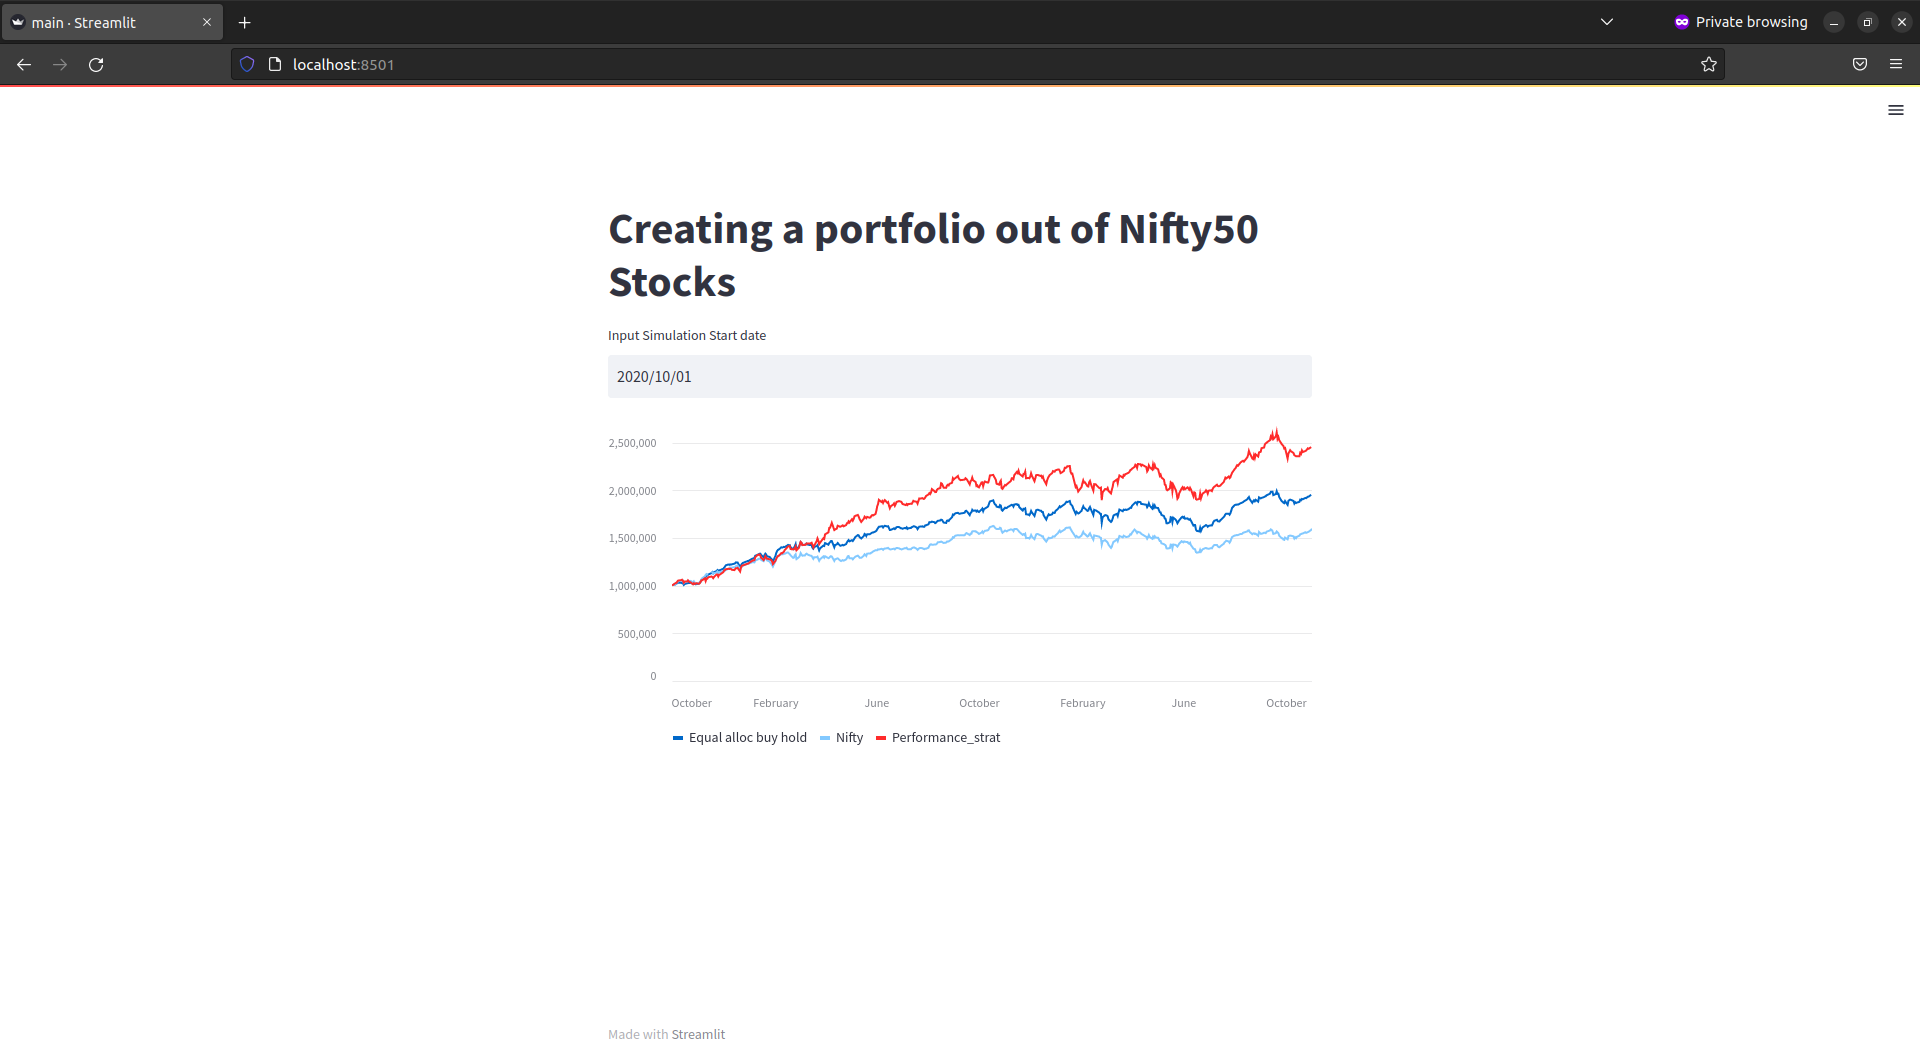 main · Streamlit
Private browsing
localhost:8501
Creating a portfolio out of Nifty50
Stocks
Input Simulation Start date
2020/10/01
2,500,000
2,000,000
1,500,000
1,000,000
500,000
0
October February June October February June October
Equal alloc buy hold Nifty Performance_strat
Made with Streamlit